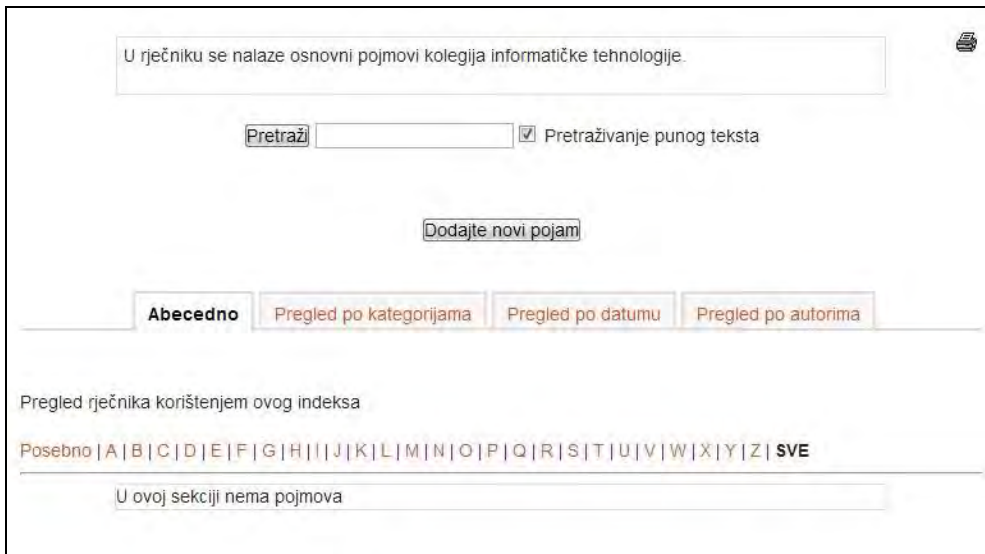 U rječniku se nalaze osnovni pojmovi kolegija informatičke tehnologije.
Pretraži Pretraživanje punog teksta
Dodajte novi pojam
Abecedno Pregled po kategorijama Pregled po datumu Pregled po autorima
Pregled rječnika korištenjem ovog indeksa
Posebno | A | B | C | D | E | F | G | H | I | J | K | L | M | N | O | P | Q | R | S | T | U | V | W | X | Y | Z | SVE
U ovoj sekciji nema pojmova